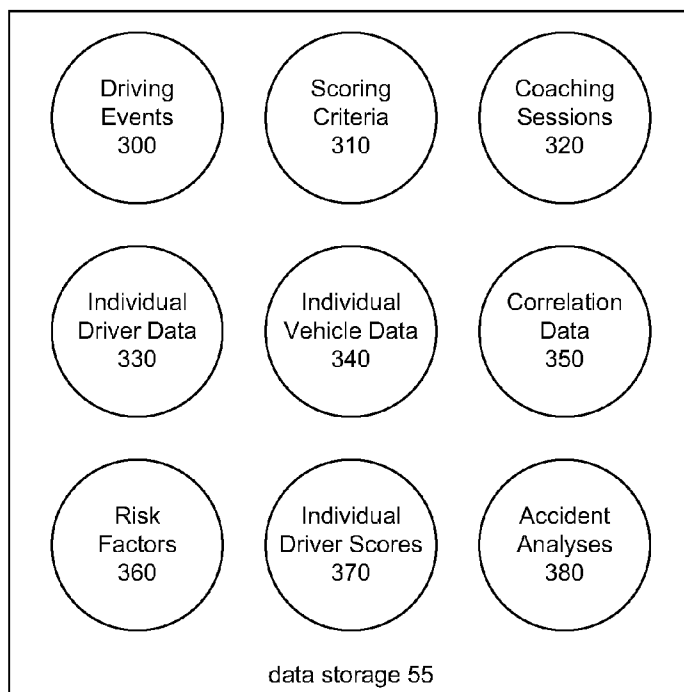 Driving
Events
300
Scoring
Criteria
310
Coaching
Sessions
320
Individual
Driver Data
330
Individual
Vehicle Data
340
Correlation
Data
350
Risk
Factors
360
Individual
Driver Scores
370
Accident
Analyses
380
data storage 55